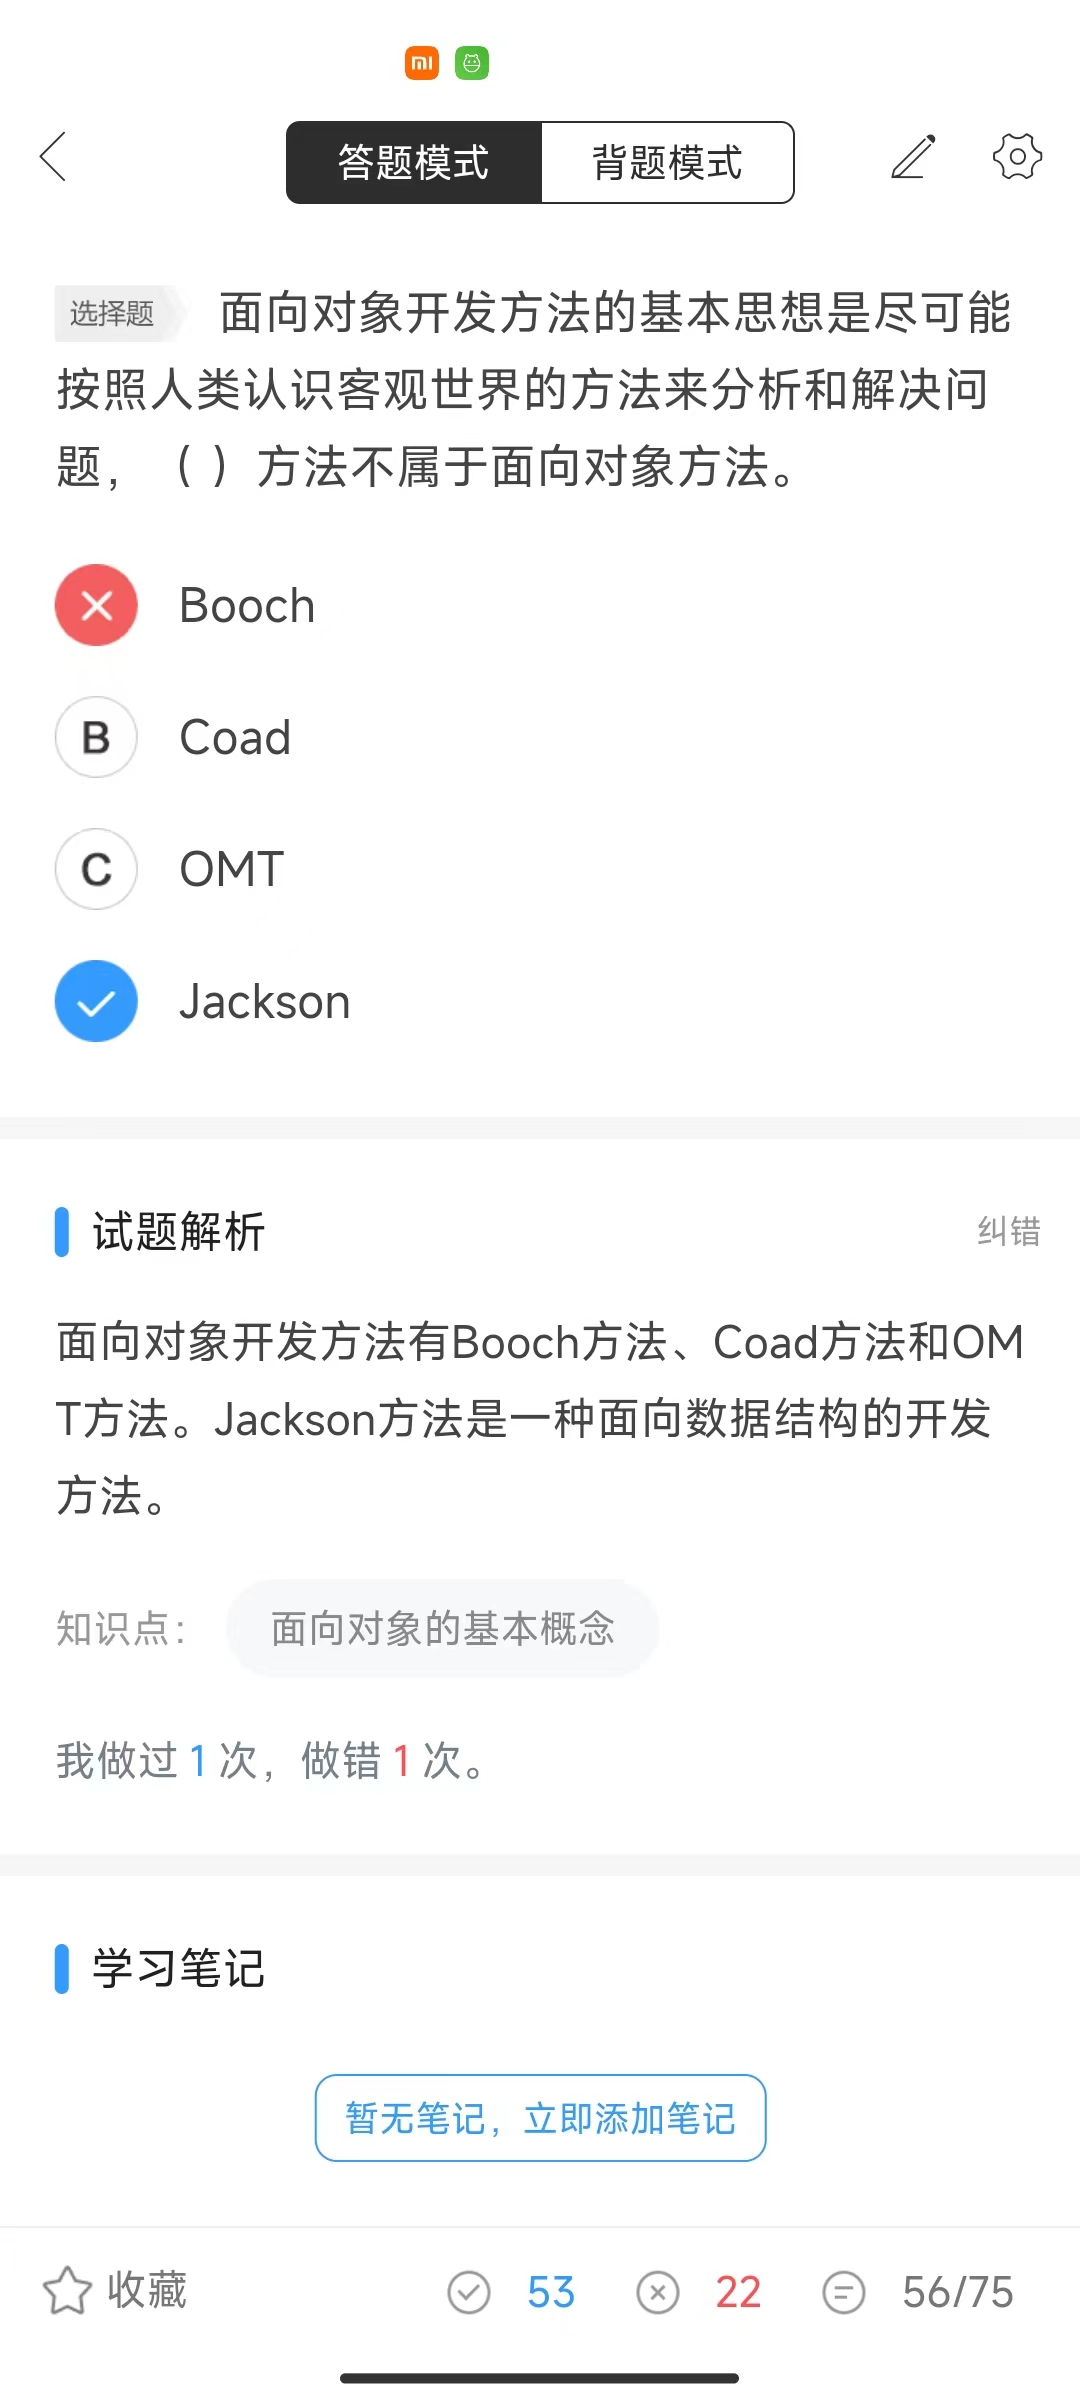 答题模式 背题模式
选择题 面向对象开发方法的基本思想是尽可能
按照人类认识客观世界的方法来分析和解决问
题，（ ）方法不属于面向对象方法。
Booch
B Coad
C OMT
Jackson
试题解析 纠错
面向对象开发方法有Booch方法、Coad方法和OM
T方法。Jackson方法是一种面向数据结构的开发
方法。
知识点： 面向对象的基本概念
我做过 1 次，做错 1 次。
学习笔记
暂无笔记，立即添加笔记
收藏 53 22 56/75